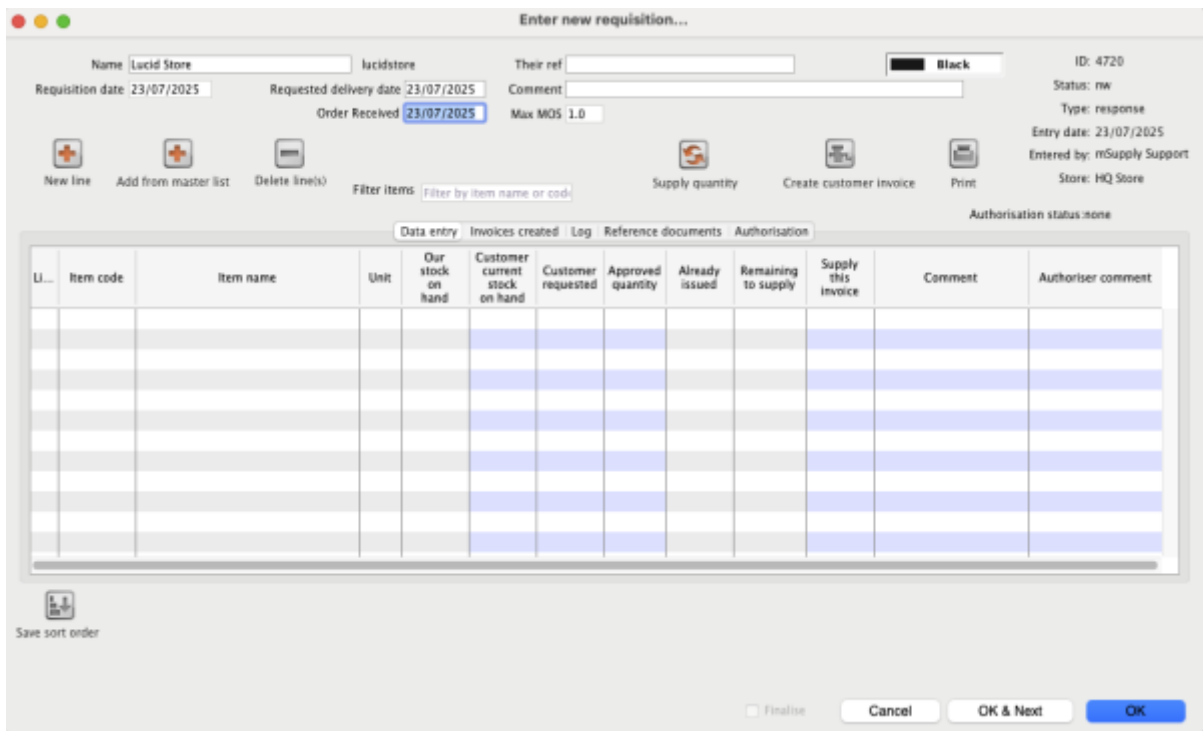 Enter new requisition...
Name Lucid Store lucidstore Their ref Black ID: 4720
Requisition date 23/07/2025 Requested delivery date 23/07/2025 Comment Status: nw
Order Received 23/07/2025 Max MOS 1.0 Type: response
Entry date: 23/07/2025
Entered by: mSupply Support
Store: HQ Store
New line Add from master list Delete line(s) Filter items Filter by item name or code Supply quantity Create customer invoice Print
Authorisation status:none
Data entry Invoices created Log Reference documents Authorisation
Li... Item code Item name Unit Our stock on hand Customer current stock on hand Customer requested Approved quantity Already issued Remaining to supply Supply this invoice Comment Authoriser comment
Save sort order
Finalise Cancel OK & Next OK